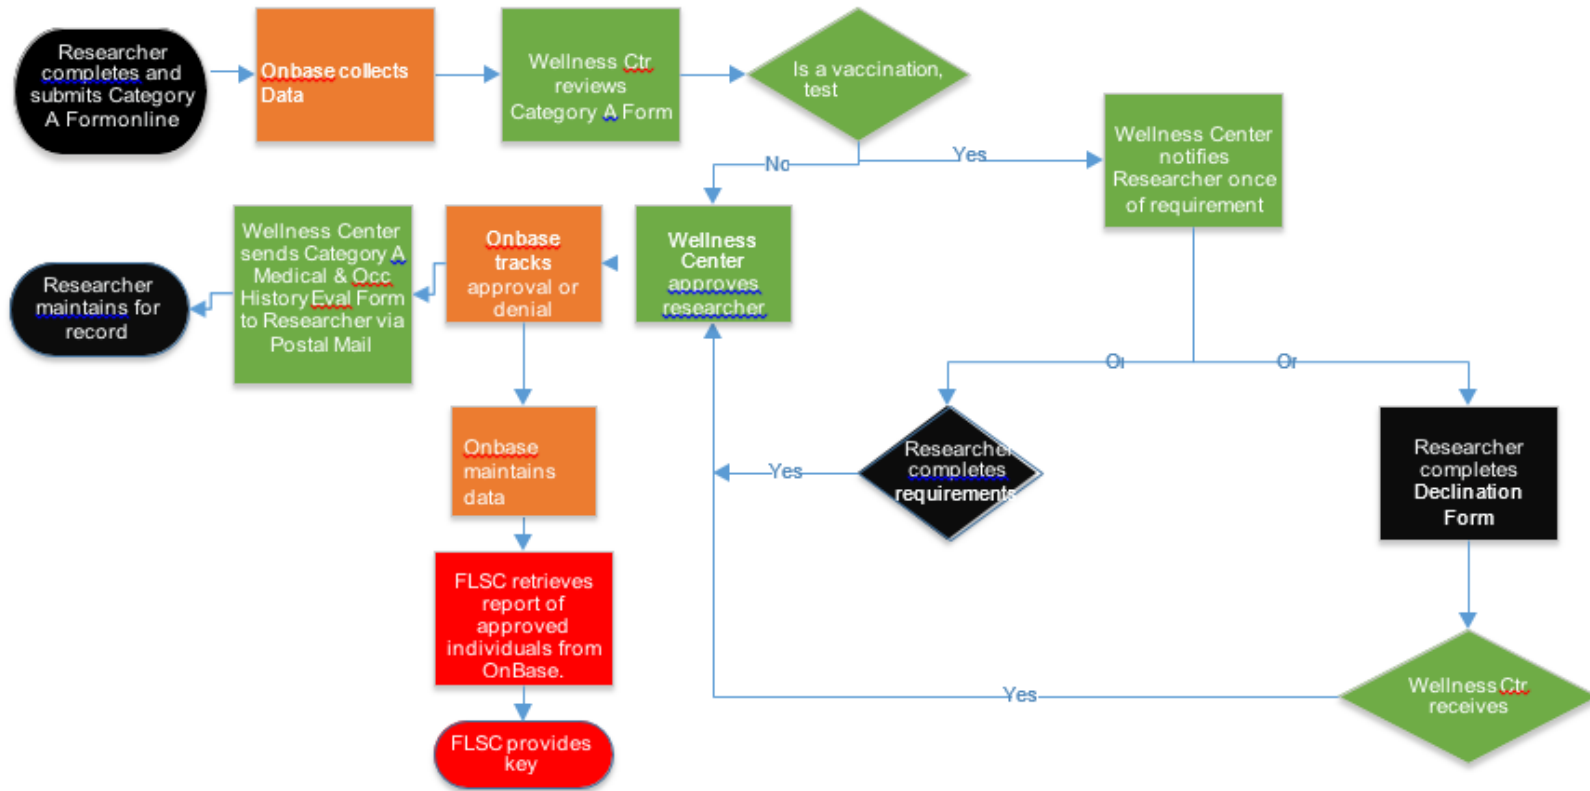 Researcher
completes and
submits Category
A Formonline
Onbase collects
Data
Wellness Ctr
reviews
Category A Form
Is a vaccination,
test
No
Yes
Wellness Center
notifies
Researcher once
of requirement
Wellness
Center
approves
researcher
Onbase
tracks
approval or
denial
Wellness Center
sends Category A
Medical & Occ
History Eval Form
to Researcher via
Postal Mail
Researcher
maintains for
record
Or
Or
Onbase
maintains
data
Yes
Researcher
completes
requirements
Researcher
completes
Declination
Form
FLSC retrieves
report of
approved
individuals from
OnBase.
Yes
Wellness Ctr
receives
FLSC provides
key